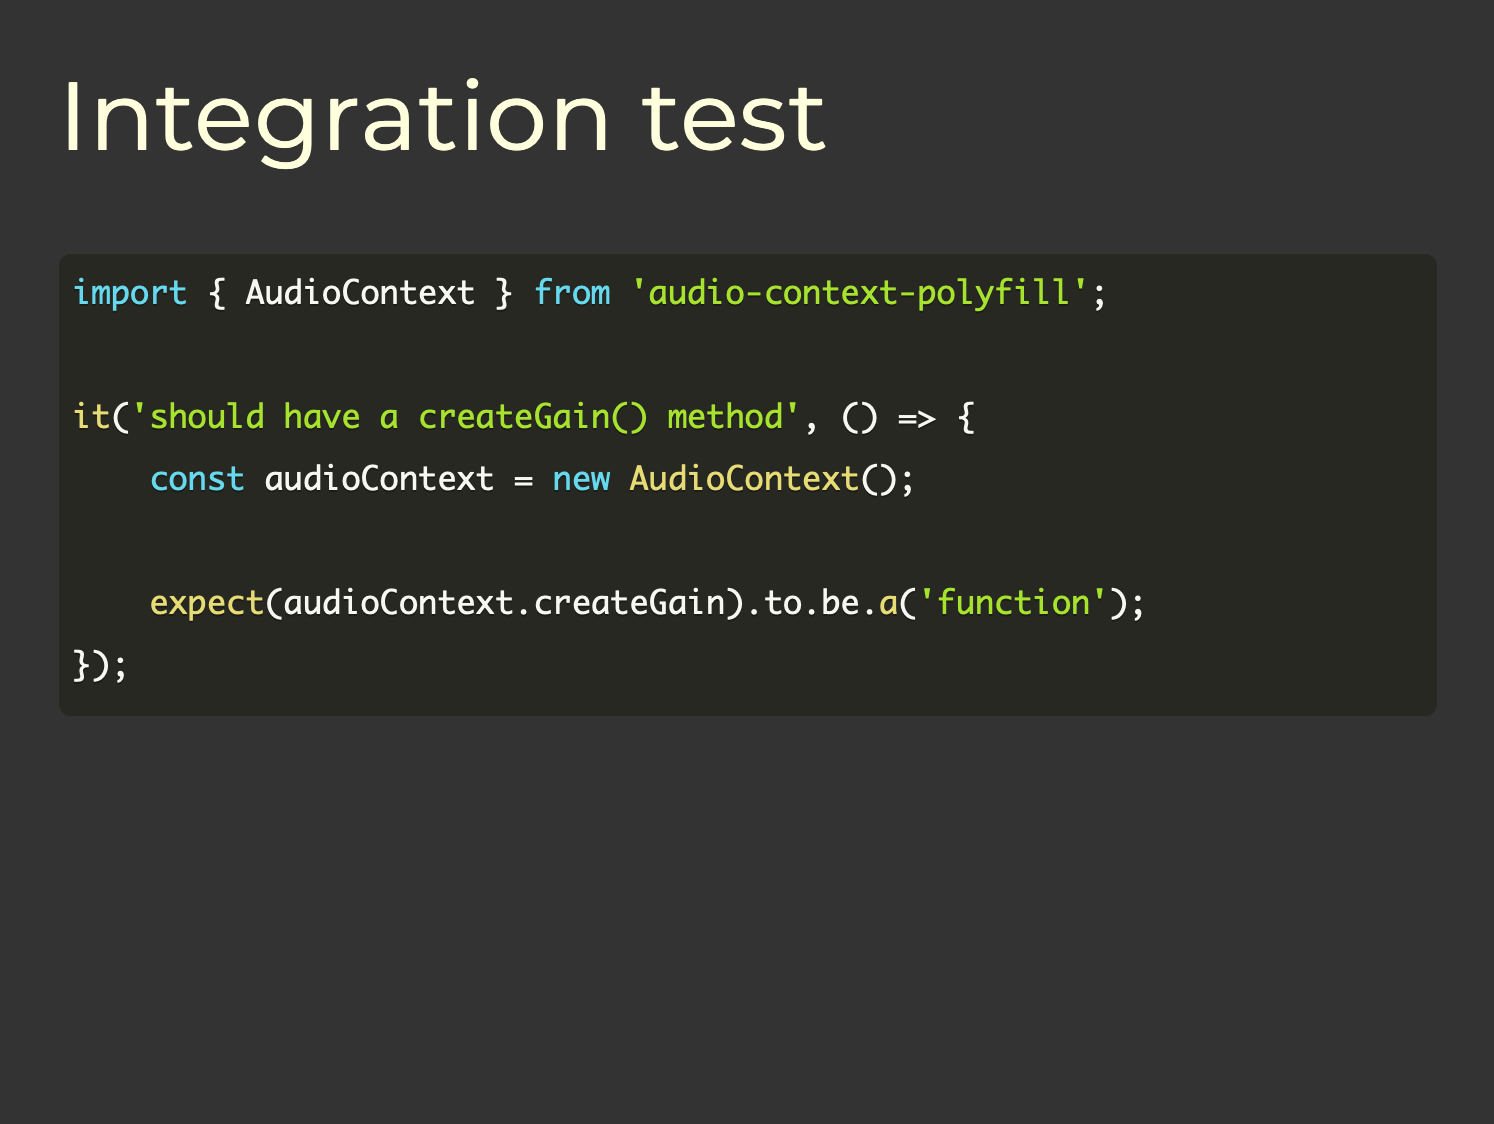 Integration test
import { AudioContext } from 'audio-context-polyfill';
it('should have a createGain() method', () => {
    const audioContext = new AudioContext();
    expect(audioContext.createGain).to.be.a('function');
});